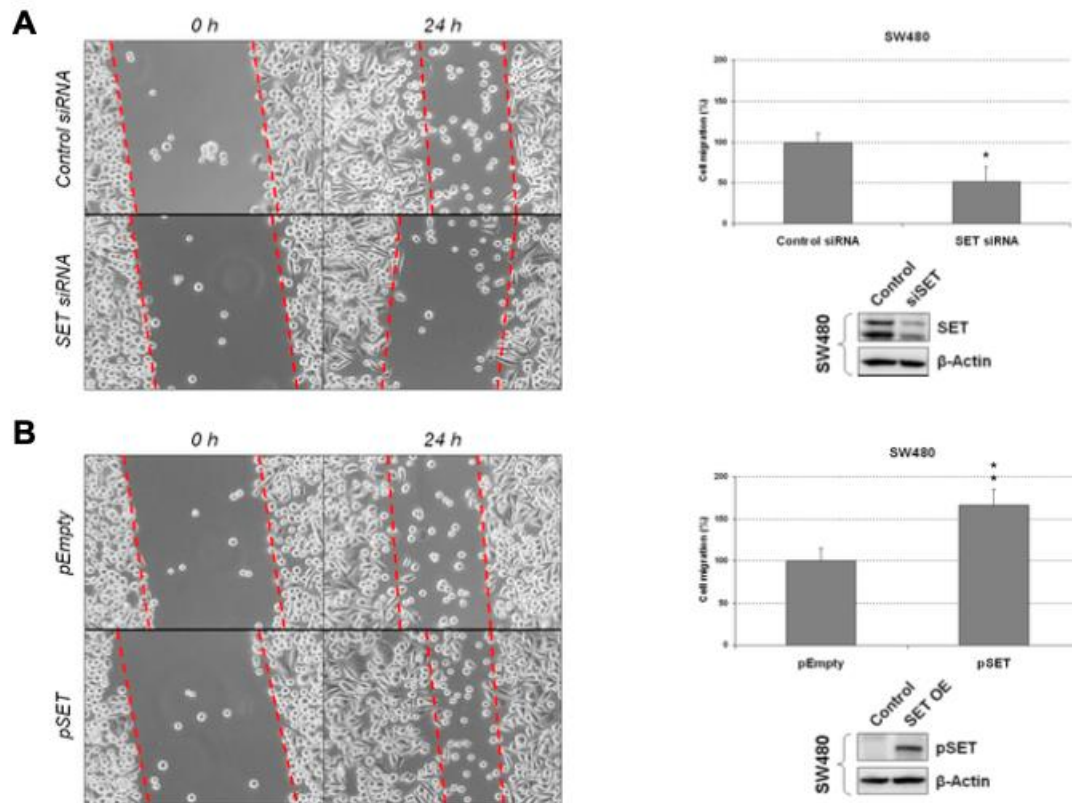 A
0 h
24 h
Control siRNA
SET siRNA
SW480
200
150
100
50
0
Cell migration (%)
*
Control siRNA
SET siRNA
Control
siSET
SW480
SET
β-Actin
B
0 h
24 h
pEmpty
pSET
SW480
200
150
100
50
0
Cell migration (%)
*
*
pEmpty
pSET
Control
SET OE
SW480
pSET
β-Actin